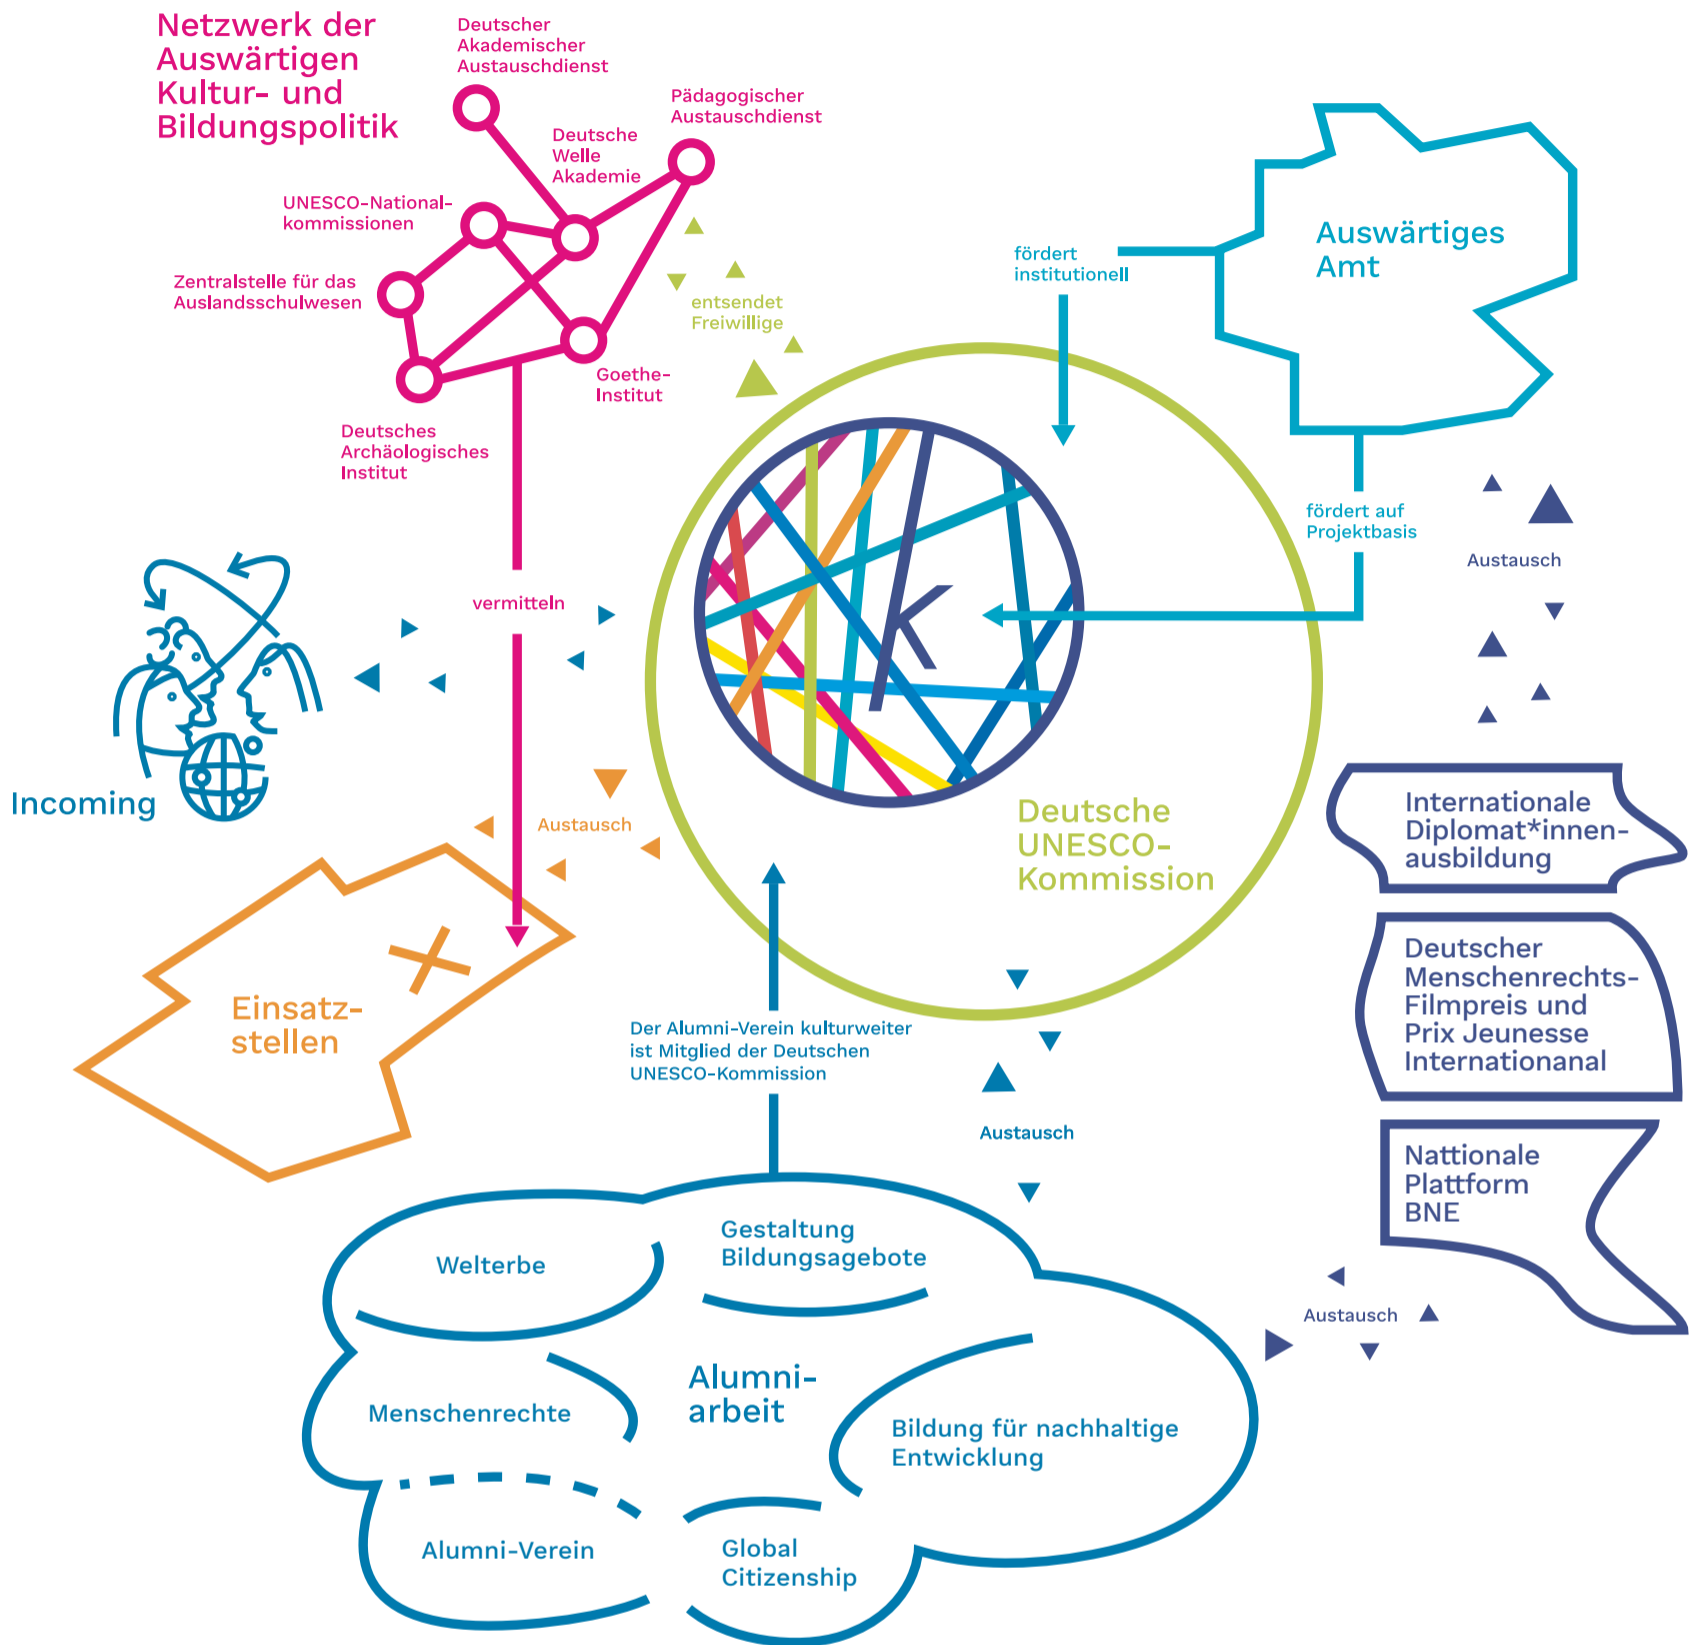 Netzwerk der
Auswärtigen
Kultur- und
Bildungspolitik
Deutscher
Akademischer
Austauschdienst
Pädagogischer
Austauschdienst
Deutsche
Welle
Akademie
UNESCO-National-
kommissionen
Zentralstelle für das
Auslandsschulwesen
Goethe-
Institut
Deutsches
Archäologisches
Institut
entsendet
Freiwillige
fördert
institutionell
Auswärtiges
Amt
fördert auf
Projektbasis
Austausch
vermitteln
K
Incoming
Austausch
Deutsche
UNESCO-
Kommission
Internationale
Diplomat*innen-
ausbildung
Einsatz-
stellen
Deutscher
Menschenrechts-
Filmpreis und
Prix Jeunesse
Internationanal
Der Alumni-Verein kulturweiter
ist Mitglied der Deutschen
UNESCO-Kommission
Austausch
Nattionale
Plattform
BNE
Austausch
Welterbe
Gestaltung
Bildungsagebote
Alumni-
arbeit
Menschenrechte
Bildung für nachhaltige
Entwicklung
Alumni-Verein
Global
Citizenship